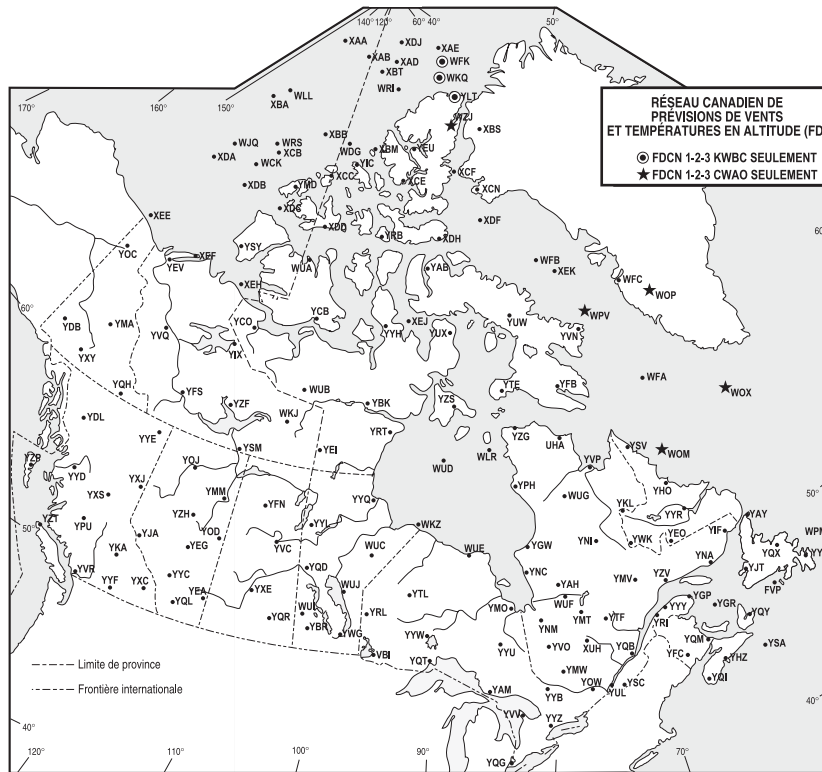 140° 120° 60° 40° 50°
XAA XDJ XAE
XAB XAD WFK
XBT WKQ
170° 160° 150° WLL WRI YLT
XBA
RÉSEAU CANADIEN DE
PRÉVISIONS DE VENTS
ET TEMPÉRATURES EN ALTITUDE (FD
FDCN 1-2-3 KWBC SEULEMENT
FDCN 1-2-3 CWAO SEULEMENT
WZJ XBS
XBB
WJQ WRS WDG XBM YEU
XDA XCB
WCK YIC
XCC XCF
XDB YMD XCE XCN
XEE XDC XDF
XDD YRB XDH 60
YOC YSY
YEV XEF WUA YAB WFB XEK
XEH WFC WOP
60°
YDB YMA YVQ YCO YCB YYH XEJ YUX YUW WPV YVN
YXY YIX
WFA
YQH YFS YZF WUB YBK YZS YTE YFB WOX
YDL WKJ
YYE YRT YZG UHA YSV
YSM YEI WLR WOM
YZP YYD YOJ WUD YVP
YXJ YPH YHO
YXS YMM YFN YYQ WUG YKL YYR 50°
YZH YAY
50° YZT YPU YOD YYL WKZ YIF WPM
YJA YEG YVC WUC WUE YGW YNI YWK YEO YQX YYT
YKA YNA YJT
YVR YYC YQD YNC YMV YZV FVP
YYF YXC YEA YXE WUJ YTL YAH YGP
YQL YQR WUL YRL YMO WUF YYY YGR YQY
YBR YNM YMT YTF YRI
YWG YYW YVO XUH YQB YQM YSA
VBI YYU YFC YHZ
Limite de province YQT YMW
YSC YQI
Frontière internationale YAM YYB YOW YUL
YVV
40° YYZ 40°
YQG
120° 110° 100° 90° 80° 70°